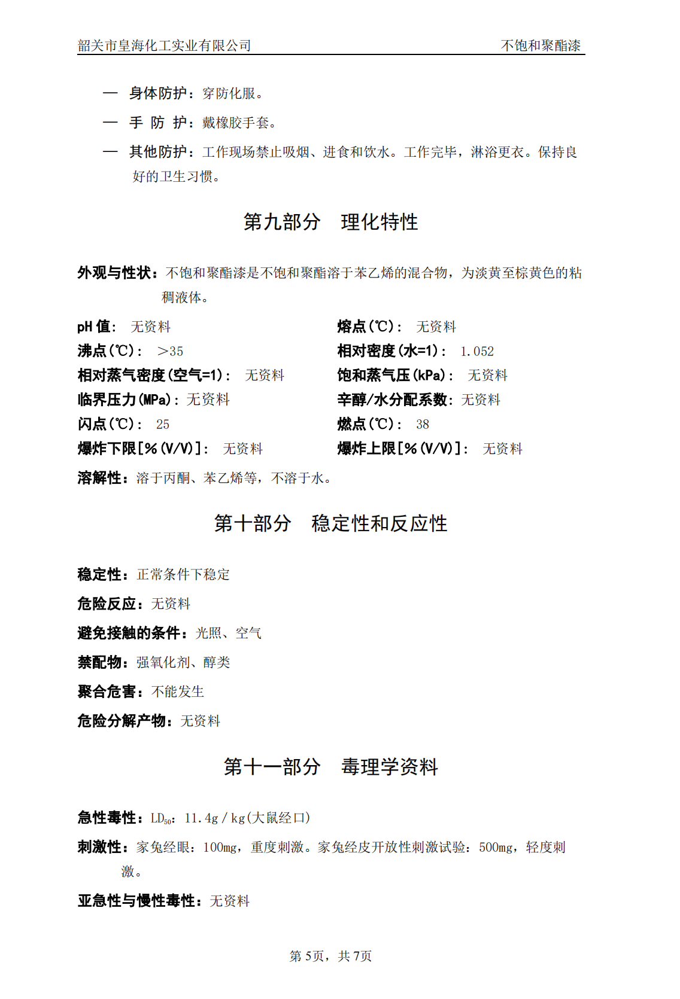 韶关市皇海化工实业有限公司 不饱和聚酯漆
— 身体防护：穿防化服。
— 手 防 护：戴橡胶手套。
— 其他防护：工作现场禁止吸烟、进食和饮水。工作完毕，淋浴更衣。保持良
好的卫生习惯。
第九部分 理化特性
外观与性状：不饱和聚酯漆是不饱和聚酯溶于苯乙烯的混合物，为淡黄至棕黄色的粘
稠液体。
pH 值： 无资料 熔点(℃)： 无资料
沸点(℃)： ＞35 相对密度(水=1)： 1.052
相对蒸气密度(空气=1)： 无资料 饱和蒸气压(kPa)： 无资料
临界压力(MPa)：无资料 辛醇/水分配系数：无资料
闪点(℃)： 25 燃点(℃)： 38
爆炸下限[％(V/V)]： 无资料 爆炸上限[％(V/V)]： 无资料
溶解性：溶于丙酮、苯乙烯等，不溶于水。
第十部分 稳定性和反应性
稳定性：正常条件下稳定
危险反应：无资料
避免接触的条件：光照、空气
禁配物：强氧化剂、醇类
聚合危害：不能发生
危险分解产物：无资料
第十一部分 毒理学资料
急性毒性：LD₅₀：11.4g／kg(大鼠经口)
刺激性：家兔经眼：100mg，重度刺激。家兔经皮开放性刺激试验：500mg，轻度刺
激。
亚急性与慢性毒性：无资料
第 5页，共 7页